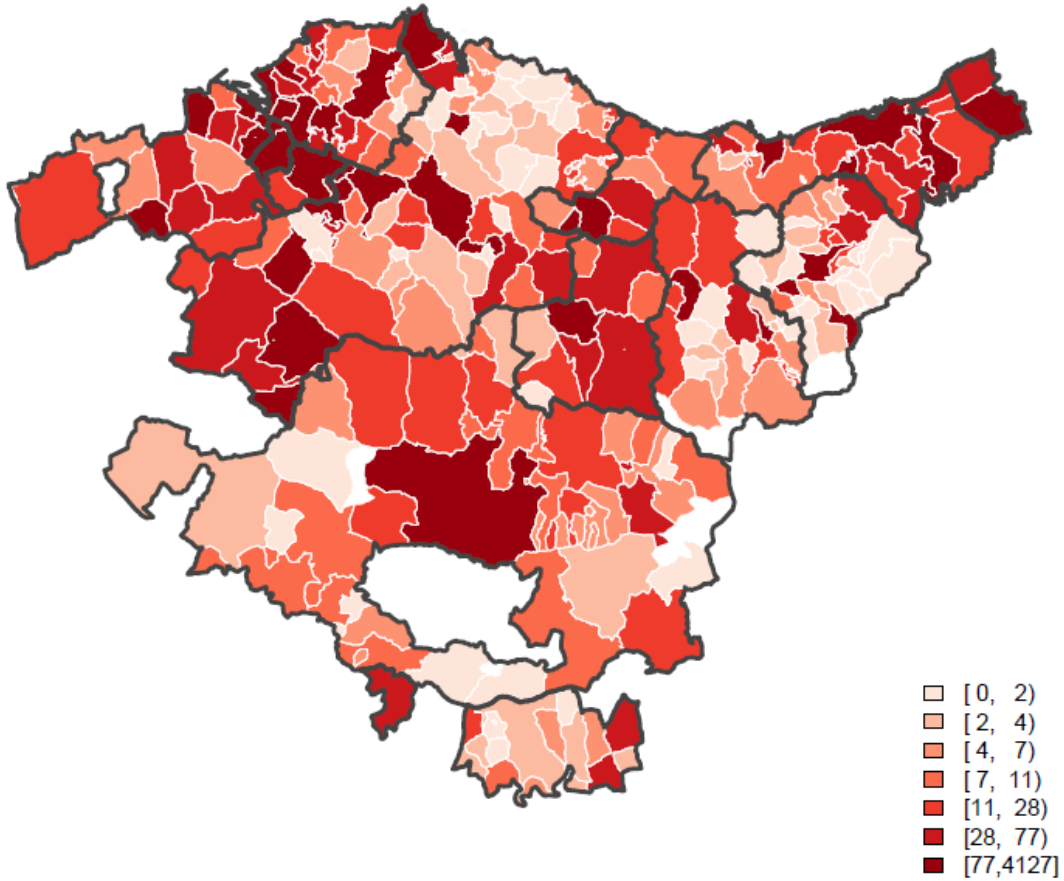 [ 0, 2)
[ 2, 4)
[ 4, 7)
[ 7, 11)
[11, 28)
[28, 77)
[77,4127]